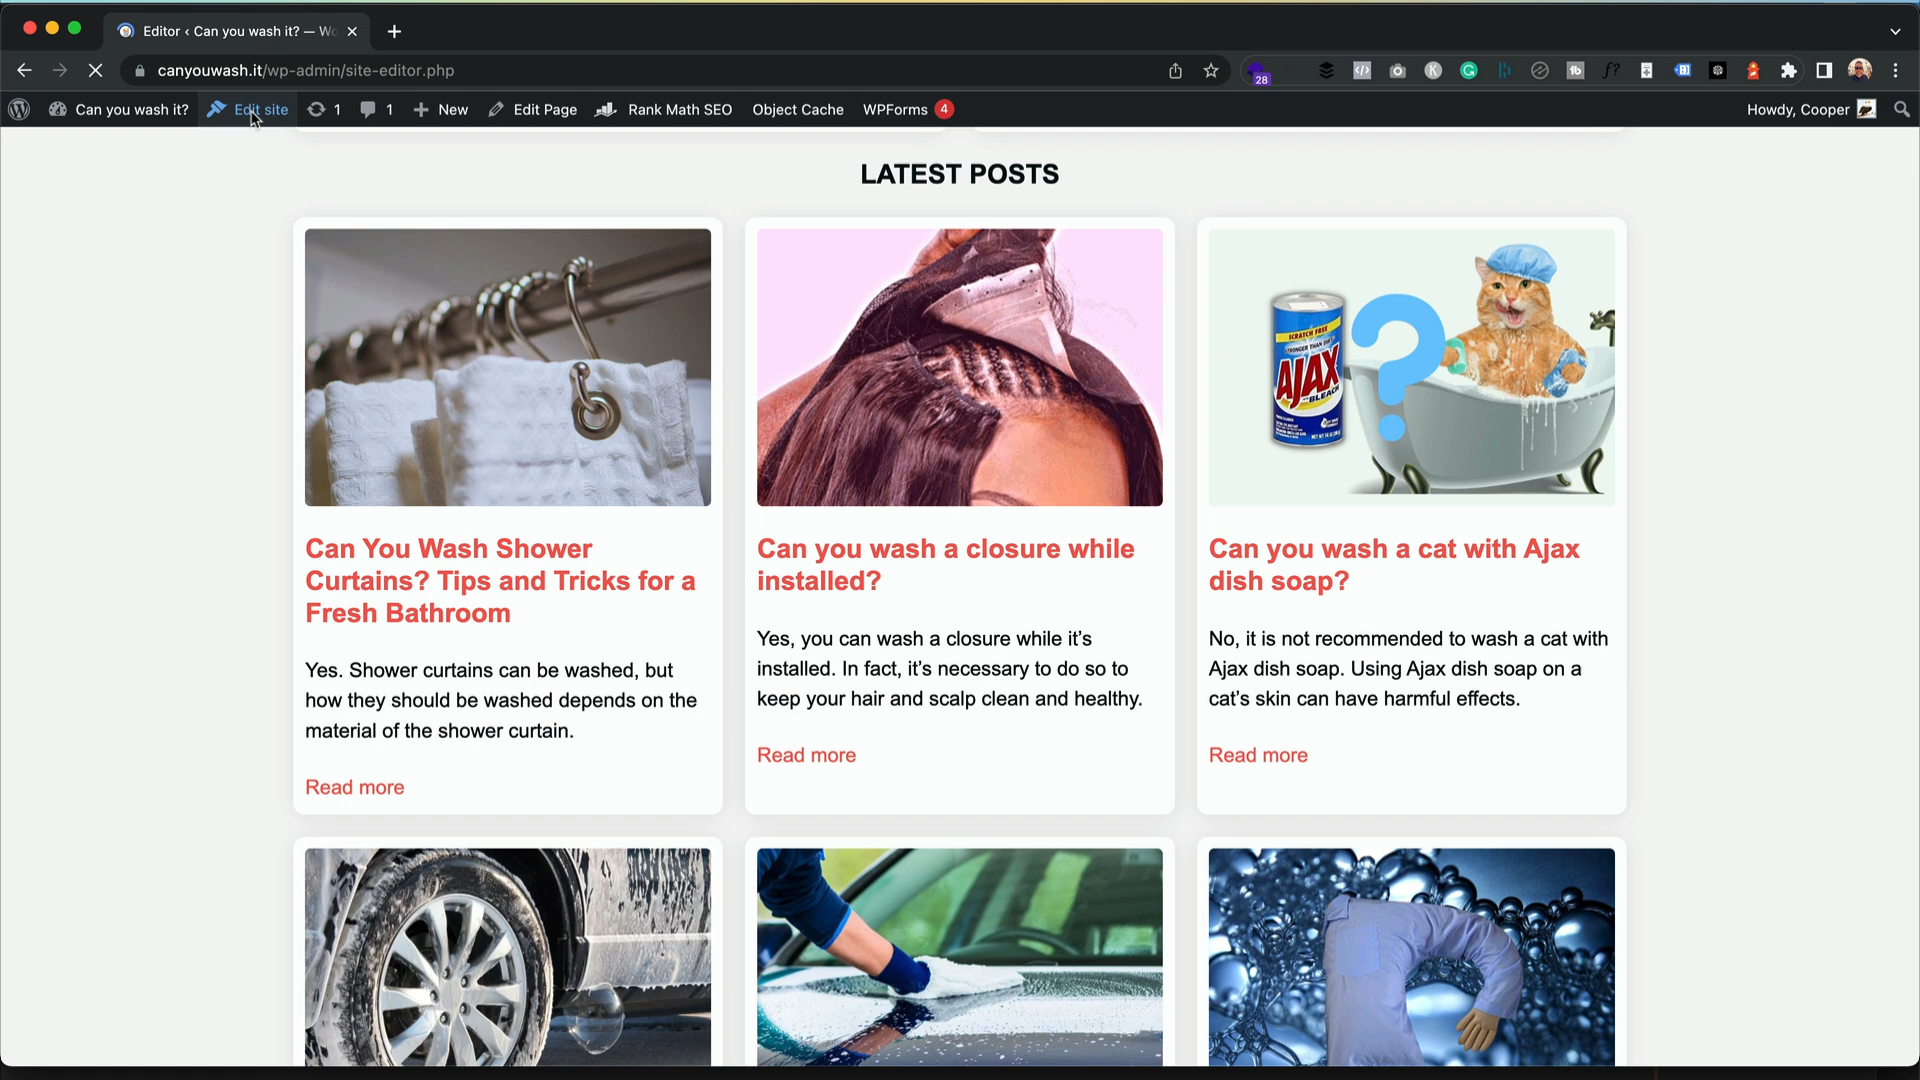 Editor ‹ Can you wash it? — Wo
canyouwash.it/wp-admin/site-editor.php
28
Can you wash it? Edit site 1 1 New Edit Page Rank Math SEO Object Cache WPForms 4 Howdy, Cooper
LATEST POSTS
SCRATCH FREE
STRONGER THAN DIRT
AJAX
BLEACH
Can You Wash Shower
Curtains? Tips and Tricks for a
Fresh Bathroom
Yes. Shower curtains can be washed, but
how they should be washed depends on the
material of the shower curtain.
Read more
Can you wash a closure while
installed?
Yes, you can wash a closure while it’s
installed. In fact, it’s necessary to do so to
keep your hair and scalp clean and healthy.
Read more
Can you wash a cat with Ajax
dish soap?
No, it is not recommended to wash a cat with
Ajax dish soap. Using Ajax dish soap on a
cat’s skin can have harmful effects.
Read more